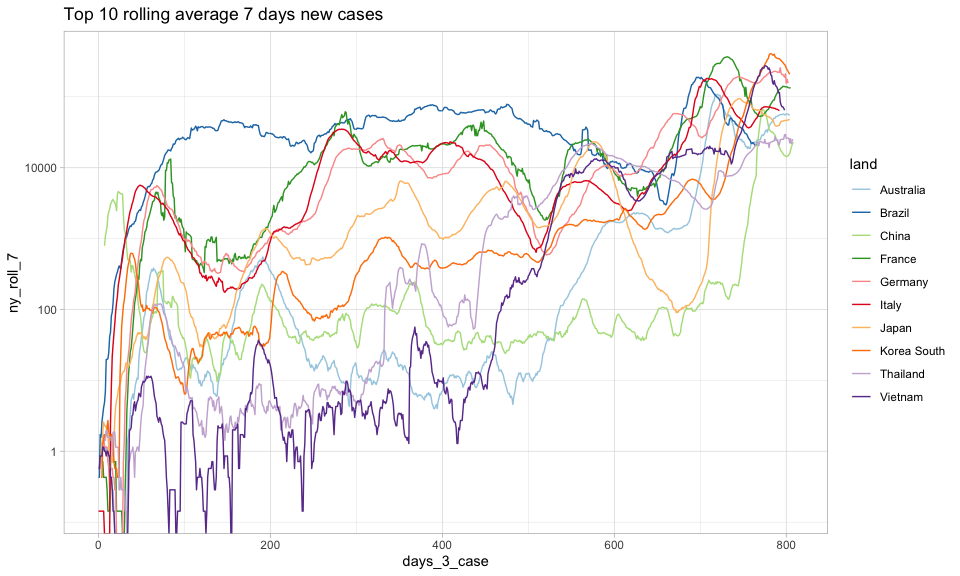 Top 10 rolling average 7 days new cases
ny_roll_7
10000
100
1
0
200
400
600
800
days_3_case
land
Australia
Brazil
China
France
Germany
Italy
Japan
Korea South
Thailand
Vietnam